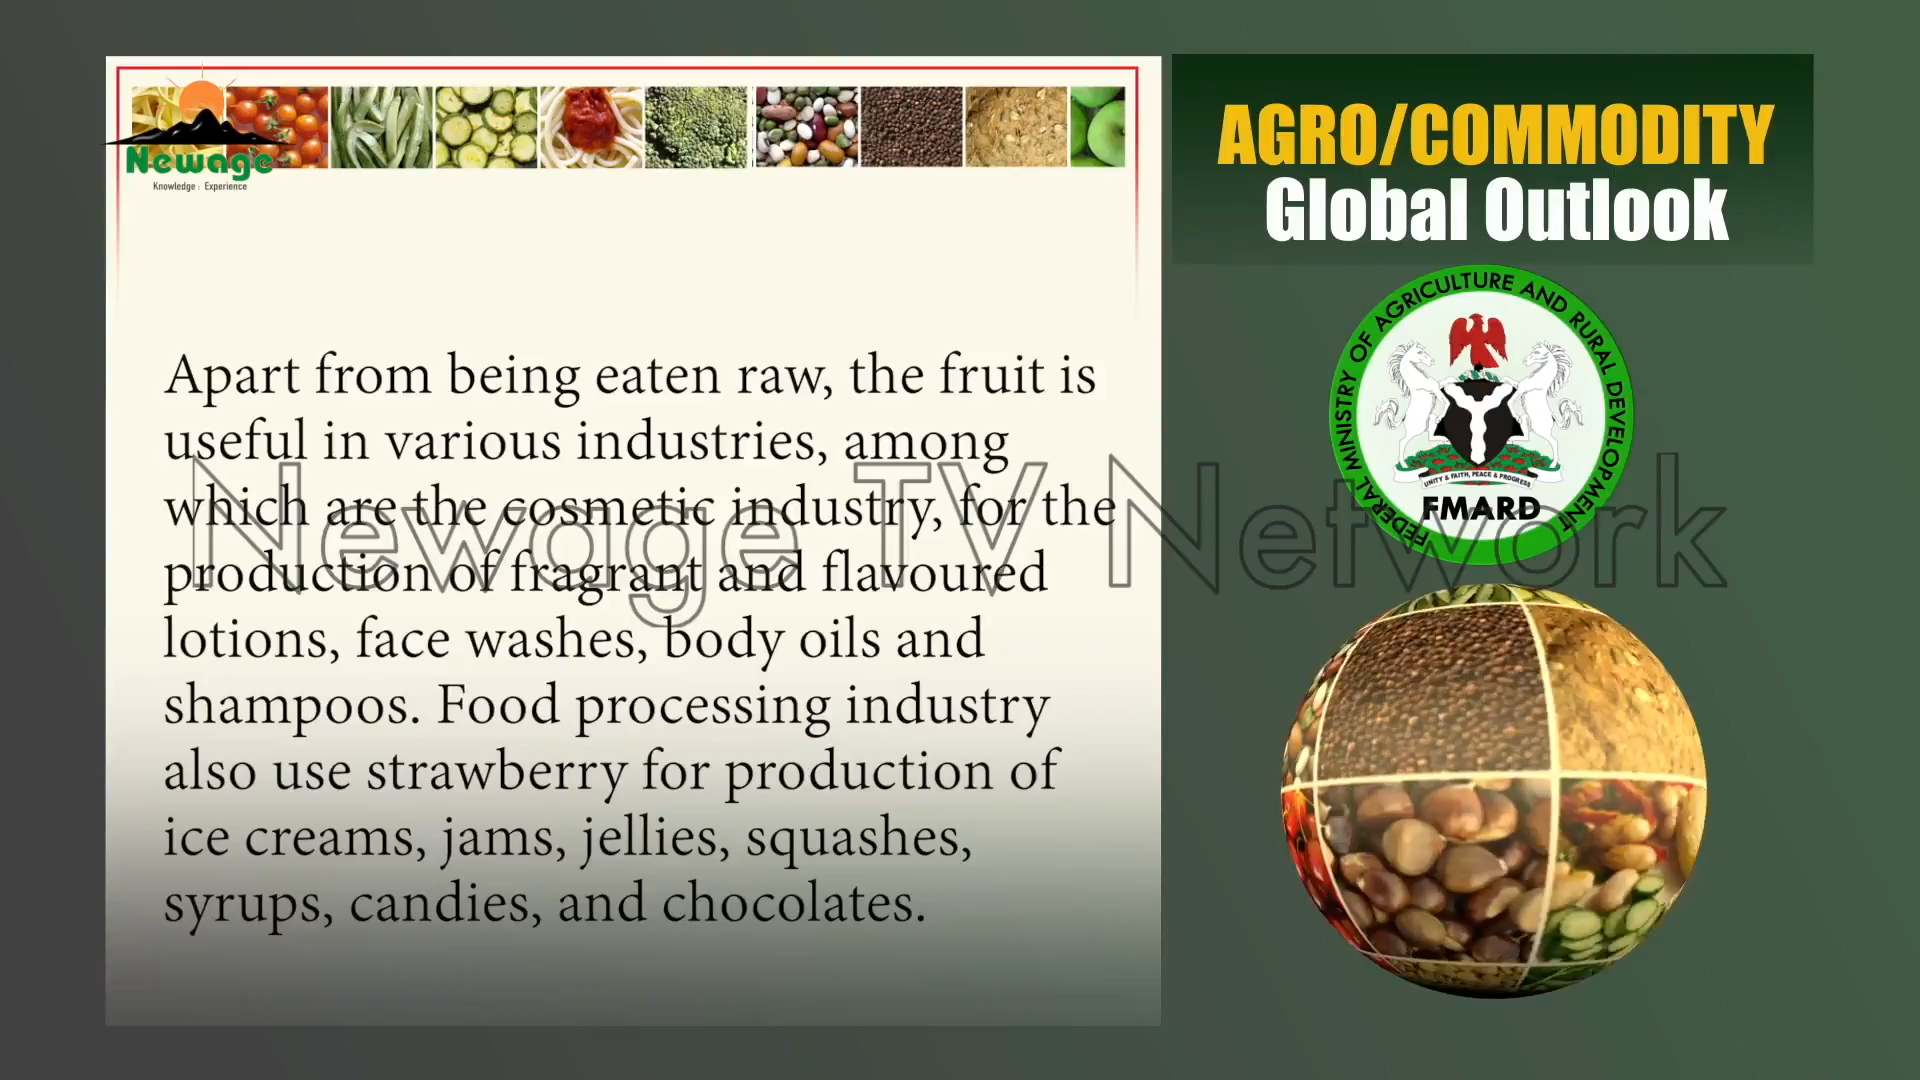 Newage
Knowledge : Experience
AGRO/COMMODITY
Global Outlook
FEDERAL MINISTRY OF AGRICULTURE AND RURAL DEVELOPMENT
UNITY & FAITH, PEACE & PROGRESS
FMARD
Apart from being eaten raw, the fruit is
useful in various industries, among
which are the cosmetic industry, for the
production of fragrant and flavoured
lotions, face washes, body oils and
shampoos. Food processing industry
also use strawberry for production of
ice creams, jams, jellies, squashes,
syrups, candies, and chocolates.
Newage TV Network